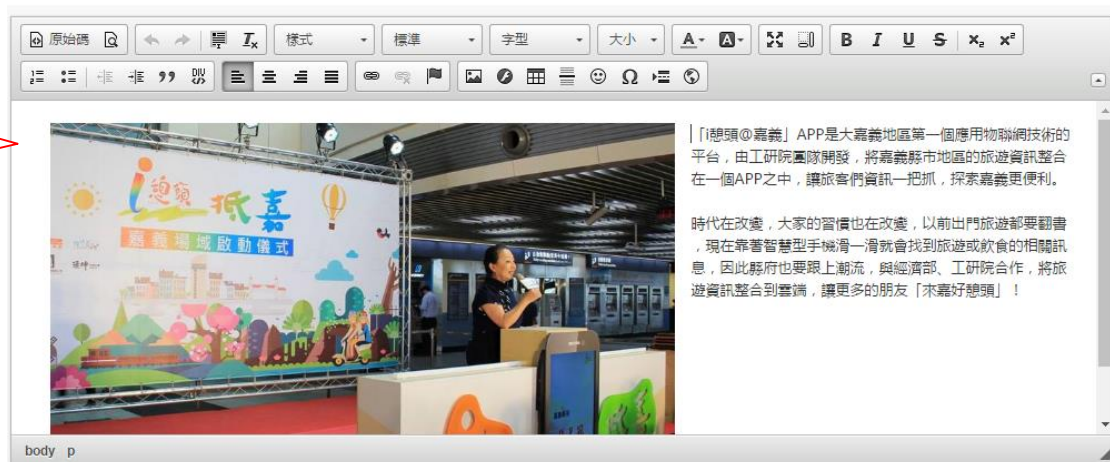 原始碼
樣式
標準
字型
大小
A
A
B I U S x₂ x²
DIV
Ω
i憩頭抵嘉
嘉義場域啟動儀式
「i憩頭@嘉義」APP是大嘉義地區第一個應用物聯網技術的
平台，由工研院團隊開發，將嘉義縣市地區的旅遊資訊整合
在一個APP之中，讓旅客們資訊一把抓，探索嘉義更便利。
時代在改變，大家的習慣也在改變，以前出門旅遊都要翻書
，現在靠著智慧型手機滑一滑就會找到旅遊或飲食的相關訊
息，因此縣府也要跟上潮流，與經濟部、工研院合作，將旅
遊資訊整合到雲端，讓更多的朋友「來嘉好憩頭」！
body p